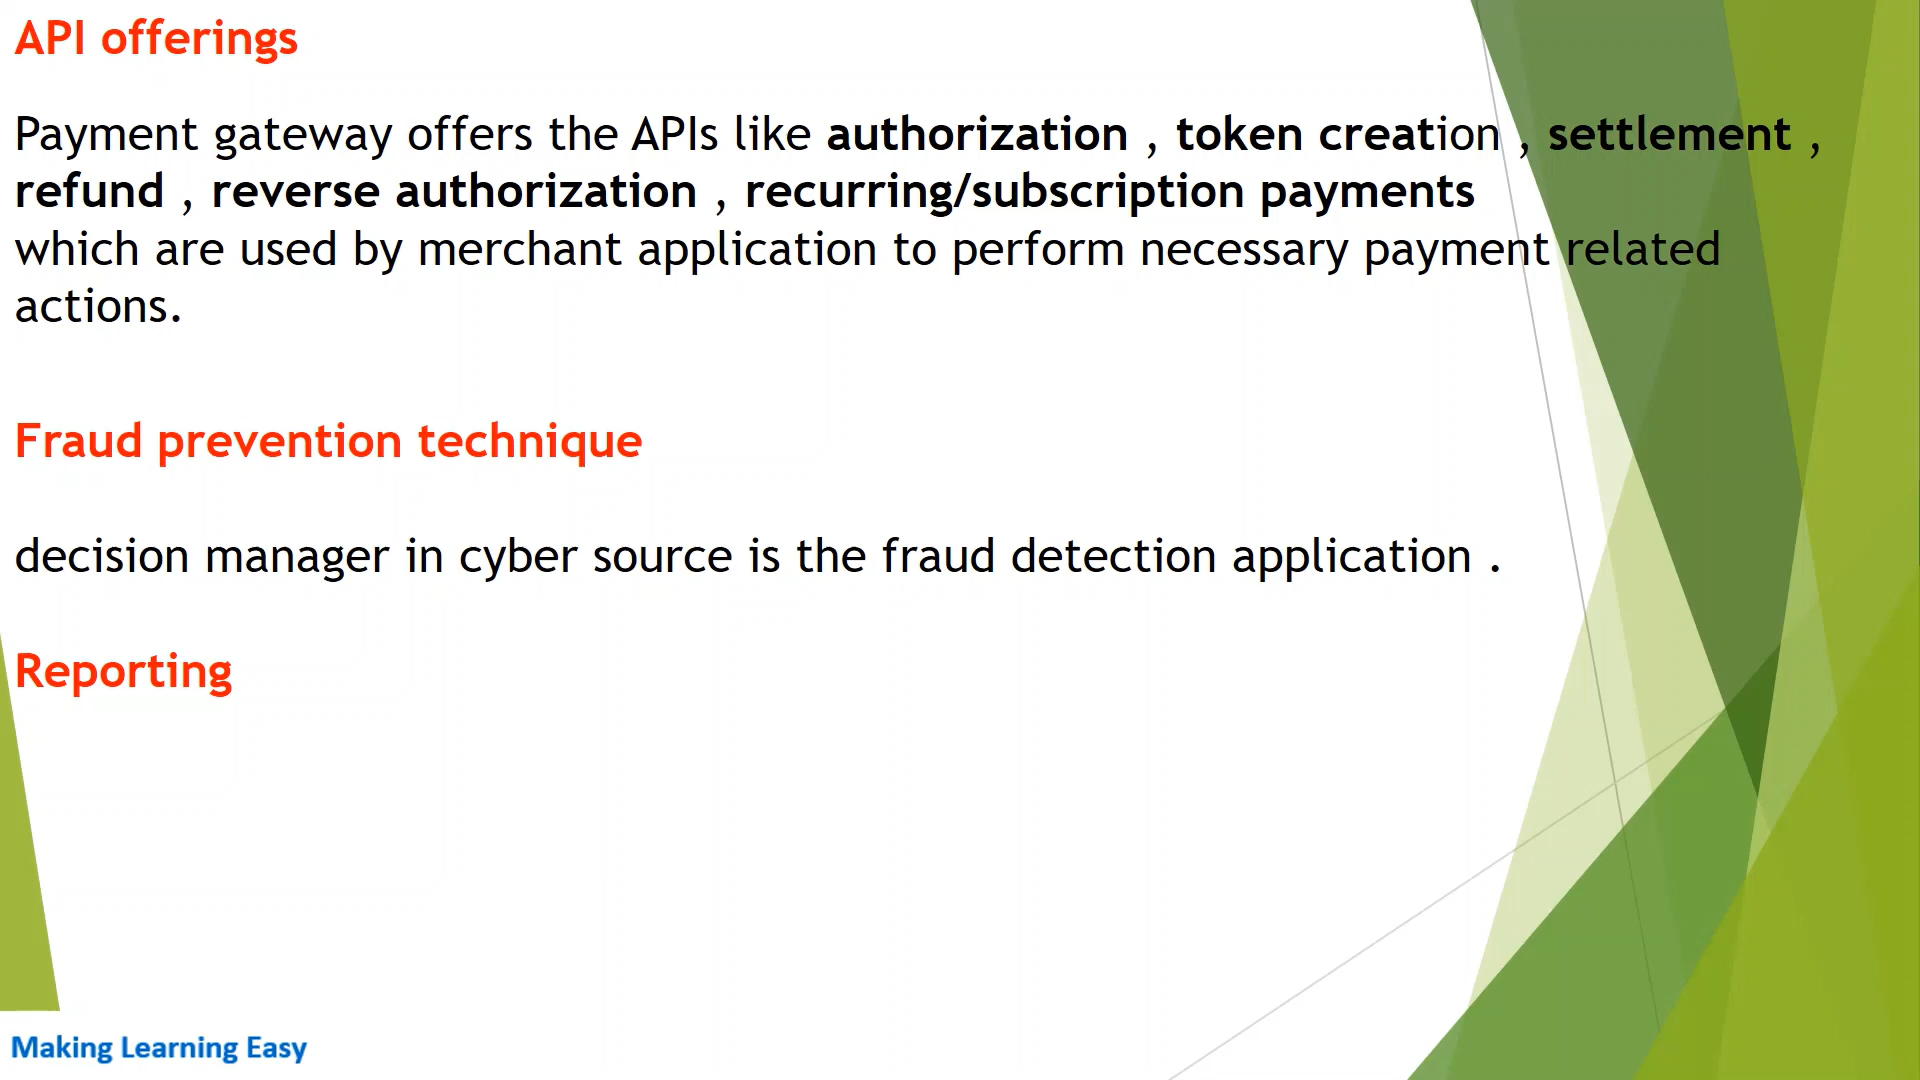 API offerings
Payment gateway offers the APIs like authorization , token creation , settlement ,
refund , reverse authorization , recurring/subscription payments
which are used by merchant application to perform necessary payment related
actions.
Fraud prevention technique
decision manager in cyber source is the fraud detection application .
Reporting
Making Learning Easy